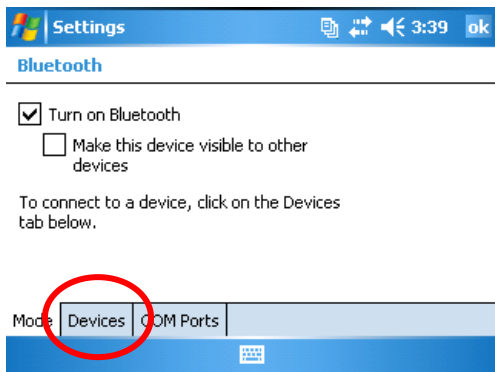 Settings 3:39 ok
Bluetooth
Turn on Bluetooth
Make this device visible to other
devices
To connect to a device, click on the Devices
tab below.
Mode Devices COM Ports